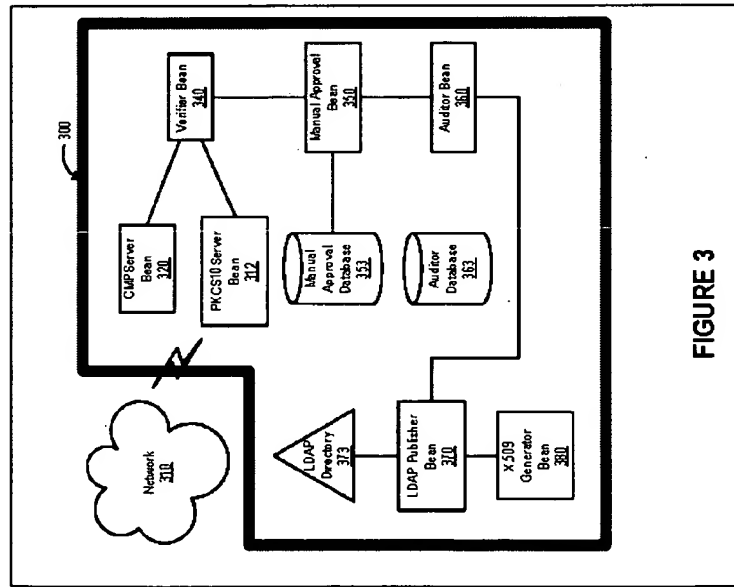 300
Network
310
CMPServer
Bean
320
PKCS10 Server
Bean
312
Verifier Bean
340
Manual
Approval
Database
353
Manual Approval
Bean
350
Auditor
Database
363
Auditor Bean
360
LDAP
Directory
373
LDAP Publisher
Bean
370
X509
Generator
Bean
380
FIGURE 3